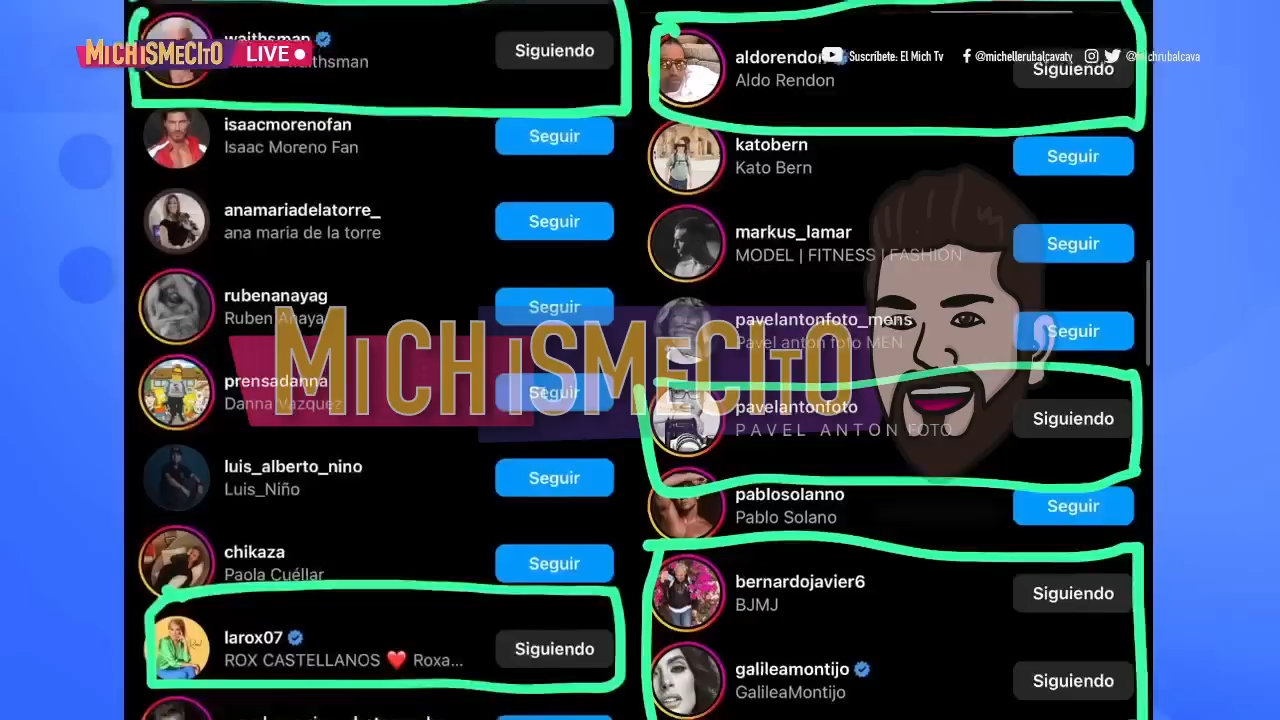 waithsman
waithsman
Siguiendo
MICHISMECITO LIVE
isaacmorenofan
Isaac Moreno Fan
Seguir
anamariadelatorre_
ana maria de la torre
Seguir
rubenanayag
Ruben Anaya
Seguir
prensadanna
Danna Vazquez
Seguir
luis_alberto_nino
Luis_Niño
Seguir
chikaza
Paola Cuéllar
Seguir
larox07
ROX CASTELLANOS ❤️ Roxa...
Siguiendo
Suscríbete: El Mich Tv
@michellerubalcavatv
@michrubalcava
aldorendon
Aldo Rendon
Siguiendo
katobern
Kato Bern
Seguir
markus_lamar
MODEL | FITNESS | FASHION
Seguir
pavelantonfoto_mens
Pavel anton foto MEN
Seguir
MICHISMECITO
pavelantonfoto
P A V E L A N T O N FOTO
Siguiendo
pablosolanno
Pablo Solano
Seguir
bernardojavier6
BJMJ
Siguiendo
galileamontijo
GalileaMontijo
Siguiendo